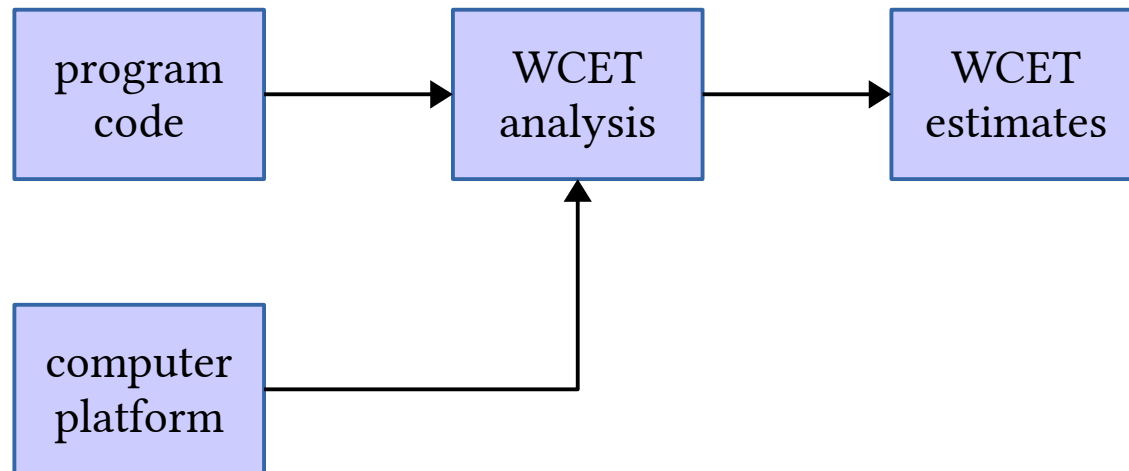 program
code
WCET
analysis
WCET
estimates
computer
platform